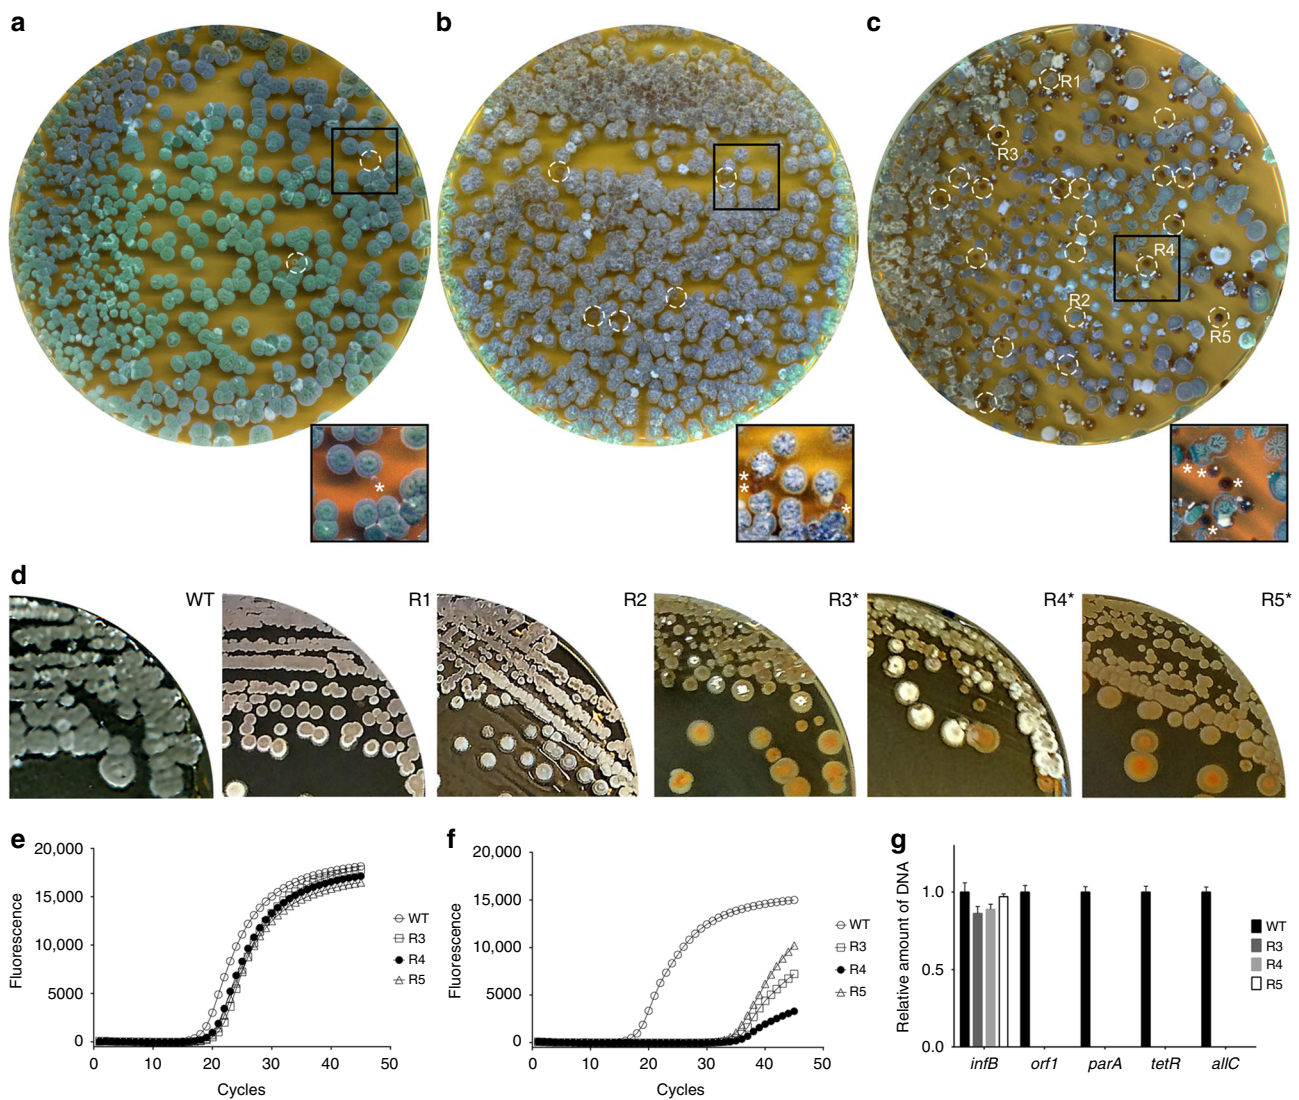 a
b
c
R1
R3
R4
R2
R5
*
*
*
*
* *
*
*
d
WT
R1
R2
R3*
R4*
R5*
e
20,000
15,000
10,000
5000
0
0 10 20 30 40 50
Fluorescence
Cycles
WT
R3
R4
R5
f
20,000
15,000
10,000
5000
0
0 10 20 30 40 50
Fluorescence
Cycles
WT
R3
R4
R5
g
Relative amount of DNA
1.0
0.5
0.0
infB orf1 parA tetR allC
WT
R3
R4
R5